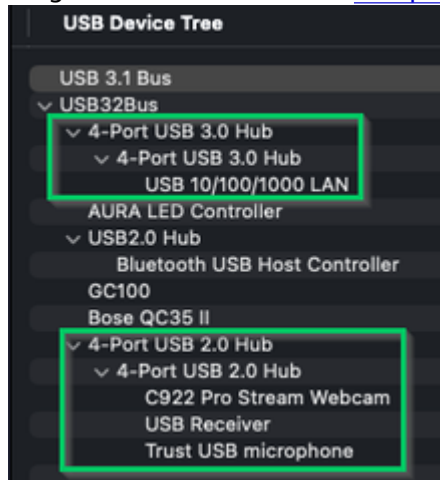 USB Device Tree
USB 3.1 Bus
USB32Bus
4-Port USB 3.0 Hub
4-Port USB 3.0 Hub
USB 10/100/1000 LAN
AURA LED Controller
USB2.0 Hub
Bluetooth USB Host Controller
GC100
Bose QC35 II
4-Port USB 2.0 Hub
4-Port USB 2.0 Hub
C922 Pro Stream Webcam
USB Receiver
Trust USB microphone